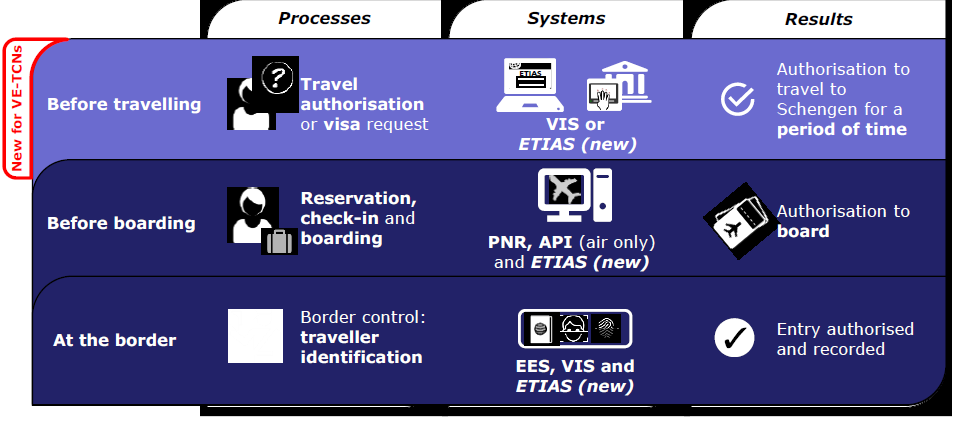 Processes
Systems
Results
New for VE-TCNs
Before travelling
?
Travel
authorisation
or visa request
ETIAS
VIS or
ETIAS (new)
Authorisation to
travel to
Schengen for a
period of time
Before boarding
Reservation,
check-in and
boarding
PNR, API (air only)
and ETIAS (new)
Authorisation to
board
At the border
Border control:
traveller
identification
EES, VIS and
ETIAS (new)
Entry authorised
and recorded